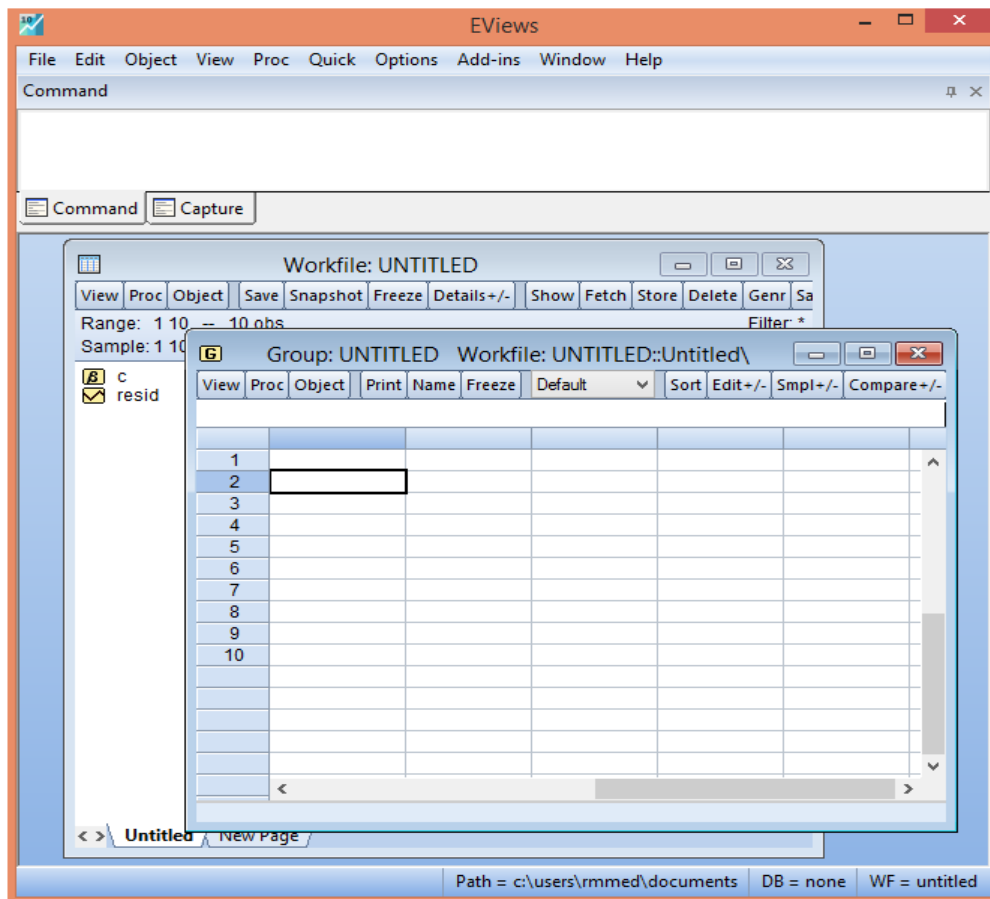 EViews
File Edit Object View Proc Quick Options Add-ins Window Help
Command
Command Capture
Workfile: UNTITLED
View Proc Object Save Snapshot Freeze Details+/- Show Fetch Store Delete Genr Sa
Range: 1 10 -- 10 obs Filter: *
Sample: 1 10
c
resid
Group: UNTITLED Workfile: UNTITLED::Untitled\
View Proc Object Print Name Freeze Default Sort Edit+/- Smpl+/- Compare+/-
1
2
3
4
5
6
7
8
9
10
Untitled New Page
Path = c:\users\rmmed\documents DB = none WF = untitled